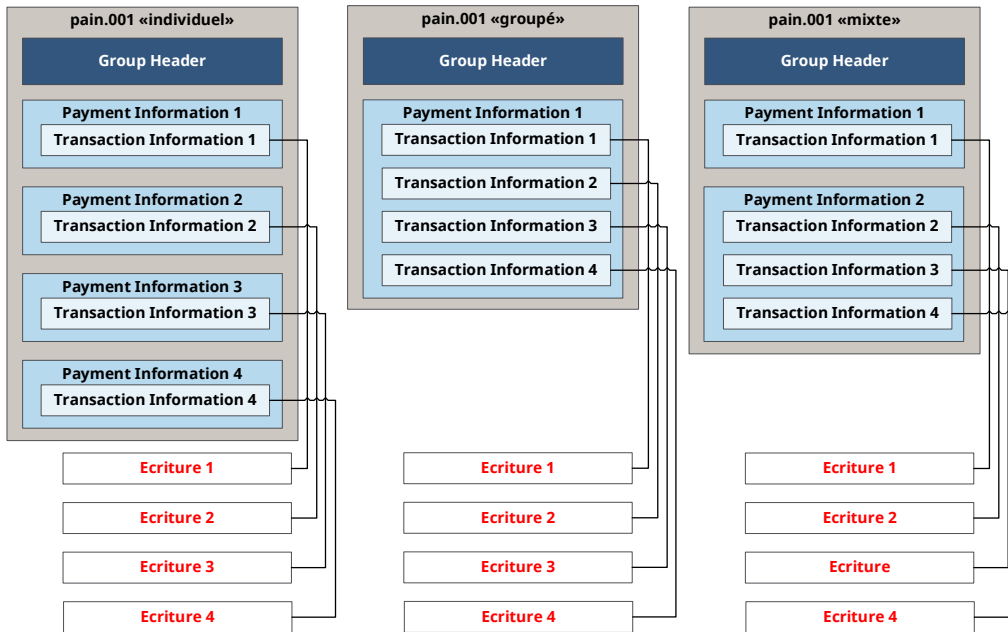 pain.001 «individuel»
Group Header
Payment Information 1
Transaction Information 1
Payment Information 2
Transaction Information 2
Payment Information 3
Transaction Information 3
Payment Information 4
Transaction Information 4
Ecriture 1
Ecriture 2
Ecriture 3
Ecriture 4
pain.001 «groupé»
Group Header
Payment Information 1
Transaction Information 1
Transaction Information 2
Transaction Information 3
Transaction Information 4
Ecriture 1
Ecriture 2
Ecriture 3
Ecriture 4
pain.001 «mixte»
Group Header
Payment Information 1
Transaction Information 1
Payment Information 2
Transaction Information 2
Transaction Information 3
Transaction Information 4
Ecriture 1
Ecriture 2
Ecriture
Ecriture 4